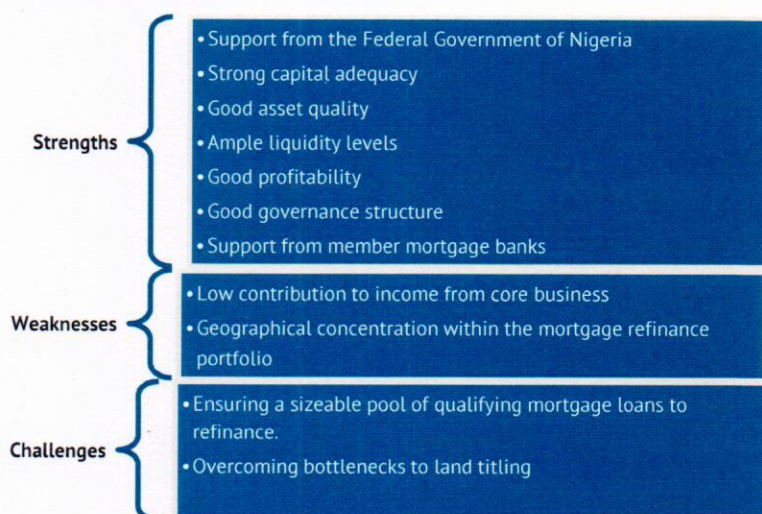 Strengths
• Support from the Federal Government of Nigeria
• Strong capital adequacy
• Good asset quality
• Ample liquidity levels
• Good profitability
• Good governance structure
• Support from member mortgage banks
Weaknesses
• Low contribution to income from core business
• Geographical concentration within the mortgage refinance
portfolio
Challenges
• Ensuring a sizeable pool of qualifying mortgage loans to
refinance.
• Overcoming bottlenecks to land titling